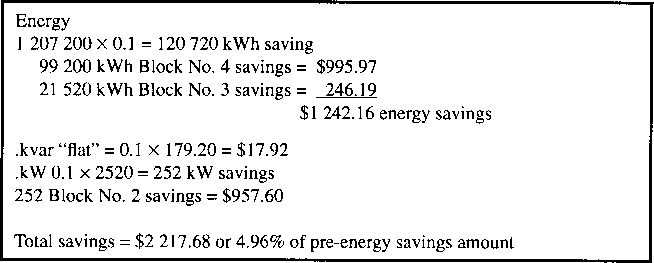 Energy
1 207 200 × 0.1 = 120 720 kWh saving
99 200 kWh Block No. 4 savings = $995.97
21 520 kWh Block No. 3 savings = 246.19
$1 242.16 energy savings
.kvar “flat” = 0.1 × 179.20 = $17.92
.kW 0.1 × 2520 = 252 kW savings
252 Block No. 2 savings = $957.60
Total savings = $2 217.68 or 4.96% of pre-energy savings amount